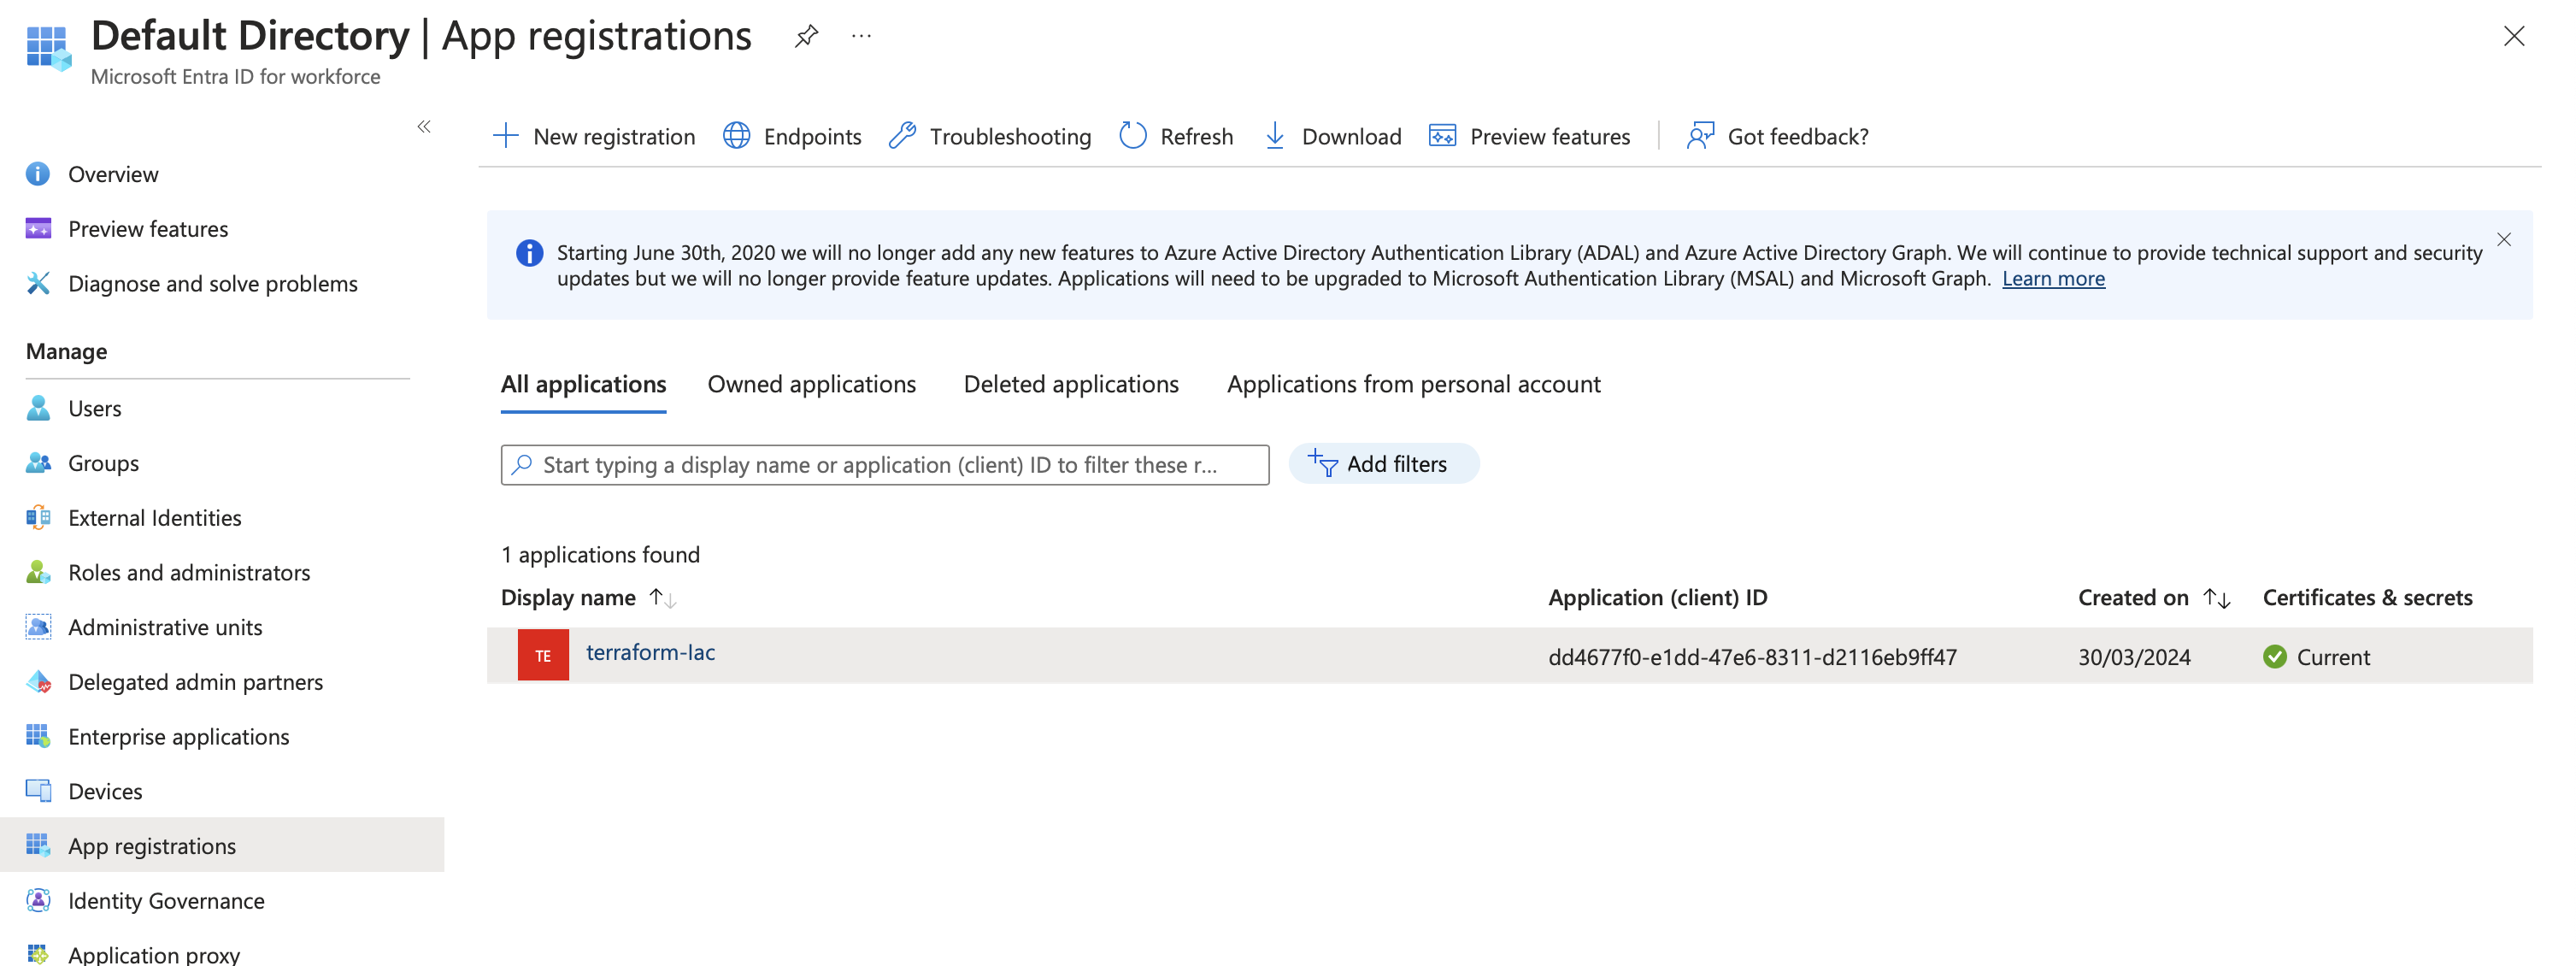 Default Directory | App registrations
Microsoft Entra ID for workforce
Overview
Preview features
Diagnose and solve problems
Manage
Users
Groups
External Identities
Roles and administrators
Administrative units
Delegated admin partners
Enterprise applications
Devices
App registrations
Identity Governance
Application proxy
New registration Endpoints Troubleshooting Refresh Download Preview features Got feedback?
Starting June 30th, 2020 we will no longer add any new features to Azure Active Directory Authentication Library (ADAL) and Azure Active Directory Graph. We will continue to provide technical support and security
updates but we will no longer provide feature updates. Applications will need to be upgraded to Microsoft Authentication Library (MSAL) and Microsoft Graph. Learn more
All applications Owned applications Deleted applications Applications from personal account
Start typing a display name or application (client) ID to filter these r... Add filters
1 applications found
Display name Application (client) ID Created on Certificates & secrets
TE terraform-lac dd4677f0-e1dd-47e6-8311-d2116eb9ff47 30/03/2024 Current